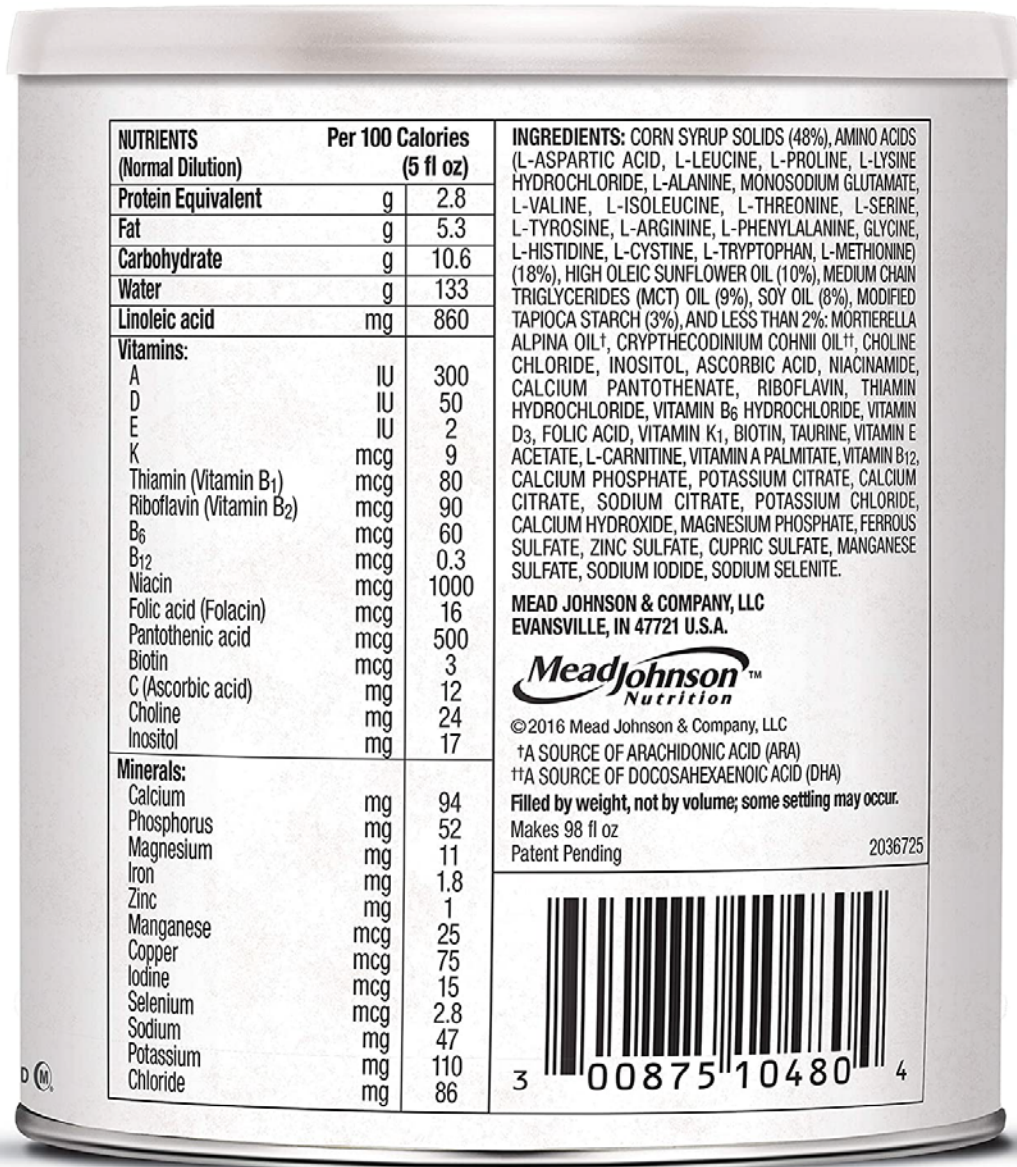 NUTRIENTS Per 100 Calories
(Normal Dilution) (5 fl oz)
Protein Equivalent g 2.8
Fat g 5.3
Carbohydrate g 10.6
Water g 133
Linoleic acid mg 860
Vitamins:
A IU 300
D IU 50
E IU 2
K mcg 9
Thiamin (Vitamin B1) mcg 80
Riboflavin (Vitamin B2) mcg 90
B6 mcg 60
B12 mcg 0.3
Niacin mcg 1000
Folic acid (Folacin) mcg 16
Pantothenic acid mcg 500
Biotin mcg 3
C (Ascorbic acid) mg 12
Choline mg 24
Inositol mg 17
Minerals:
Calcium mg 94
Phosphorus mg 52
Magnesium mg 11
Iron mg 1.8
Zinc mg 1
Manganese mcg 25
Copper mcg 75
Iodine mcg 15
Selenium mcg 2.8
Sodium mg 47
Potassium mg 110
Chloride mg 86
INGREDIENTS: CORN SYRUP SOLIDS (48%), AMINO ACIDS
(L-ASPARTIC ACID, L-LEUCINE, L-PROLINE, L-LYSINE
HYDROCHLORIDE, L-ALANINE, MONOSODIUM GLUTAMATE,
L-VALINE, L-ISOLEUCINE, L-THREONINE, L-SERINE,
L-TYROSINE, L-ARGININE, L-PHENYLALANINE, GLYCINE,
L-HISTIDINE, L-CYSTINE, L-TRYPTOPHAN, L-METHIONINE)
(18%), HIGH OLEIC SUNFLOWER OIL (10%), MEDIUM CHAIN
TRIGLYCERIDES (MCT) OIL (9%), SOY OIL (8%), MODIFIED
TAPIOCA STARCH (3%), AND LESS THAN 2%: MORTIERELLA
ALPINA OIL†, CRYPTHECODINIUM COHNII OIL††, CHOLINE
CHLORIDE, INOSITOL, ASCORBIC ACID, NIACINAMIDE,
CALCIUM PANTOTHENATE, RIBOFLAVIN, THIAMIN
HYDROCHLORIDE, VITAMIN B6 HYDROCHLORIDE, VITAMIN
D3, FOLIC ACID, VITAMIN K1, BIOTIN, TAURINE, VITAMIN E
ACETATE, L-CARNITINE, VITAMIN A PALMITATE, VITAMIN B12,
CALCIUM PHOSPHATE, POTASSIUM CITRATE, CALCIUM
CITRATE, SODIUM CITRATE, POTASSIUM CHLORIDE,
CALCIUM HYDROXIDE, MAGNESIUM PHOSPHATE, FERROUS
SULFATE, ZINC SULFATE, CUPRIC SULFATE, MANGANESE
SULFATE, SODIUM IODIDE, SODIUM SELENITE.
MEAD JOHNSON & COMPANY, LLC
EVANSVILLE, IN 47721 U.S.A.
MeadJohnson™
Nutrition
©2016 Mead Johnson & Company, LLC
†A SOURCE OF ARACHIDONIC ACID (ARA)
††A SOURCE OF DOCOSAHEXAENOIC ACID (DHA)
Filled by weight, not by volume; some settling may occur.
Makes 98 fl oz
Patent Pending 2036725
3 00875 10480 4
D M